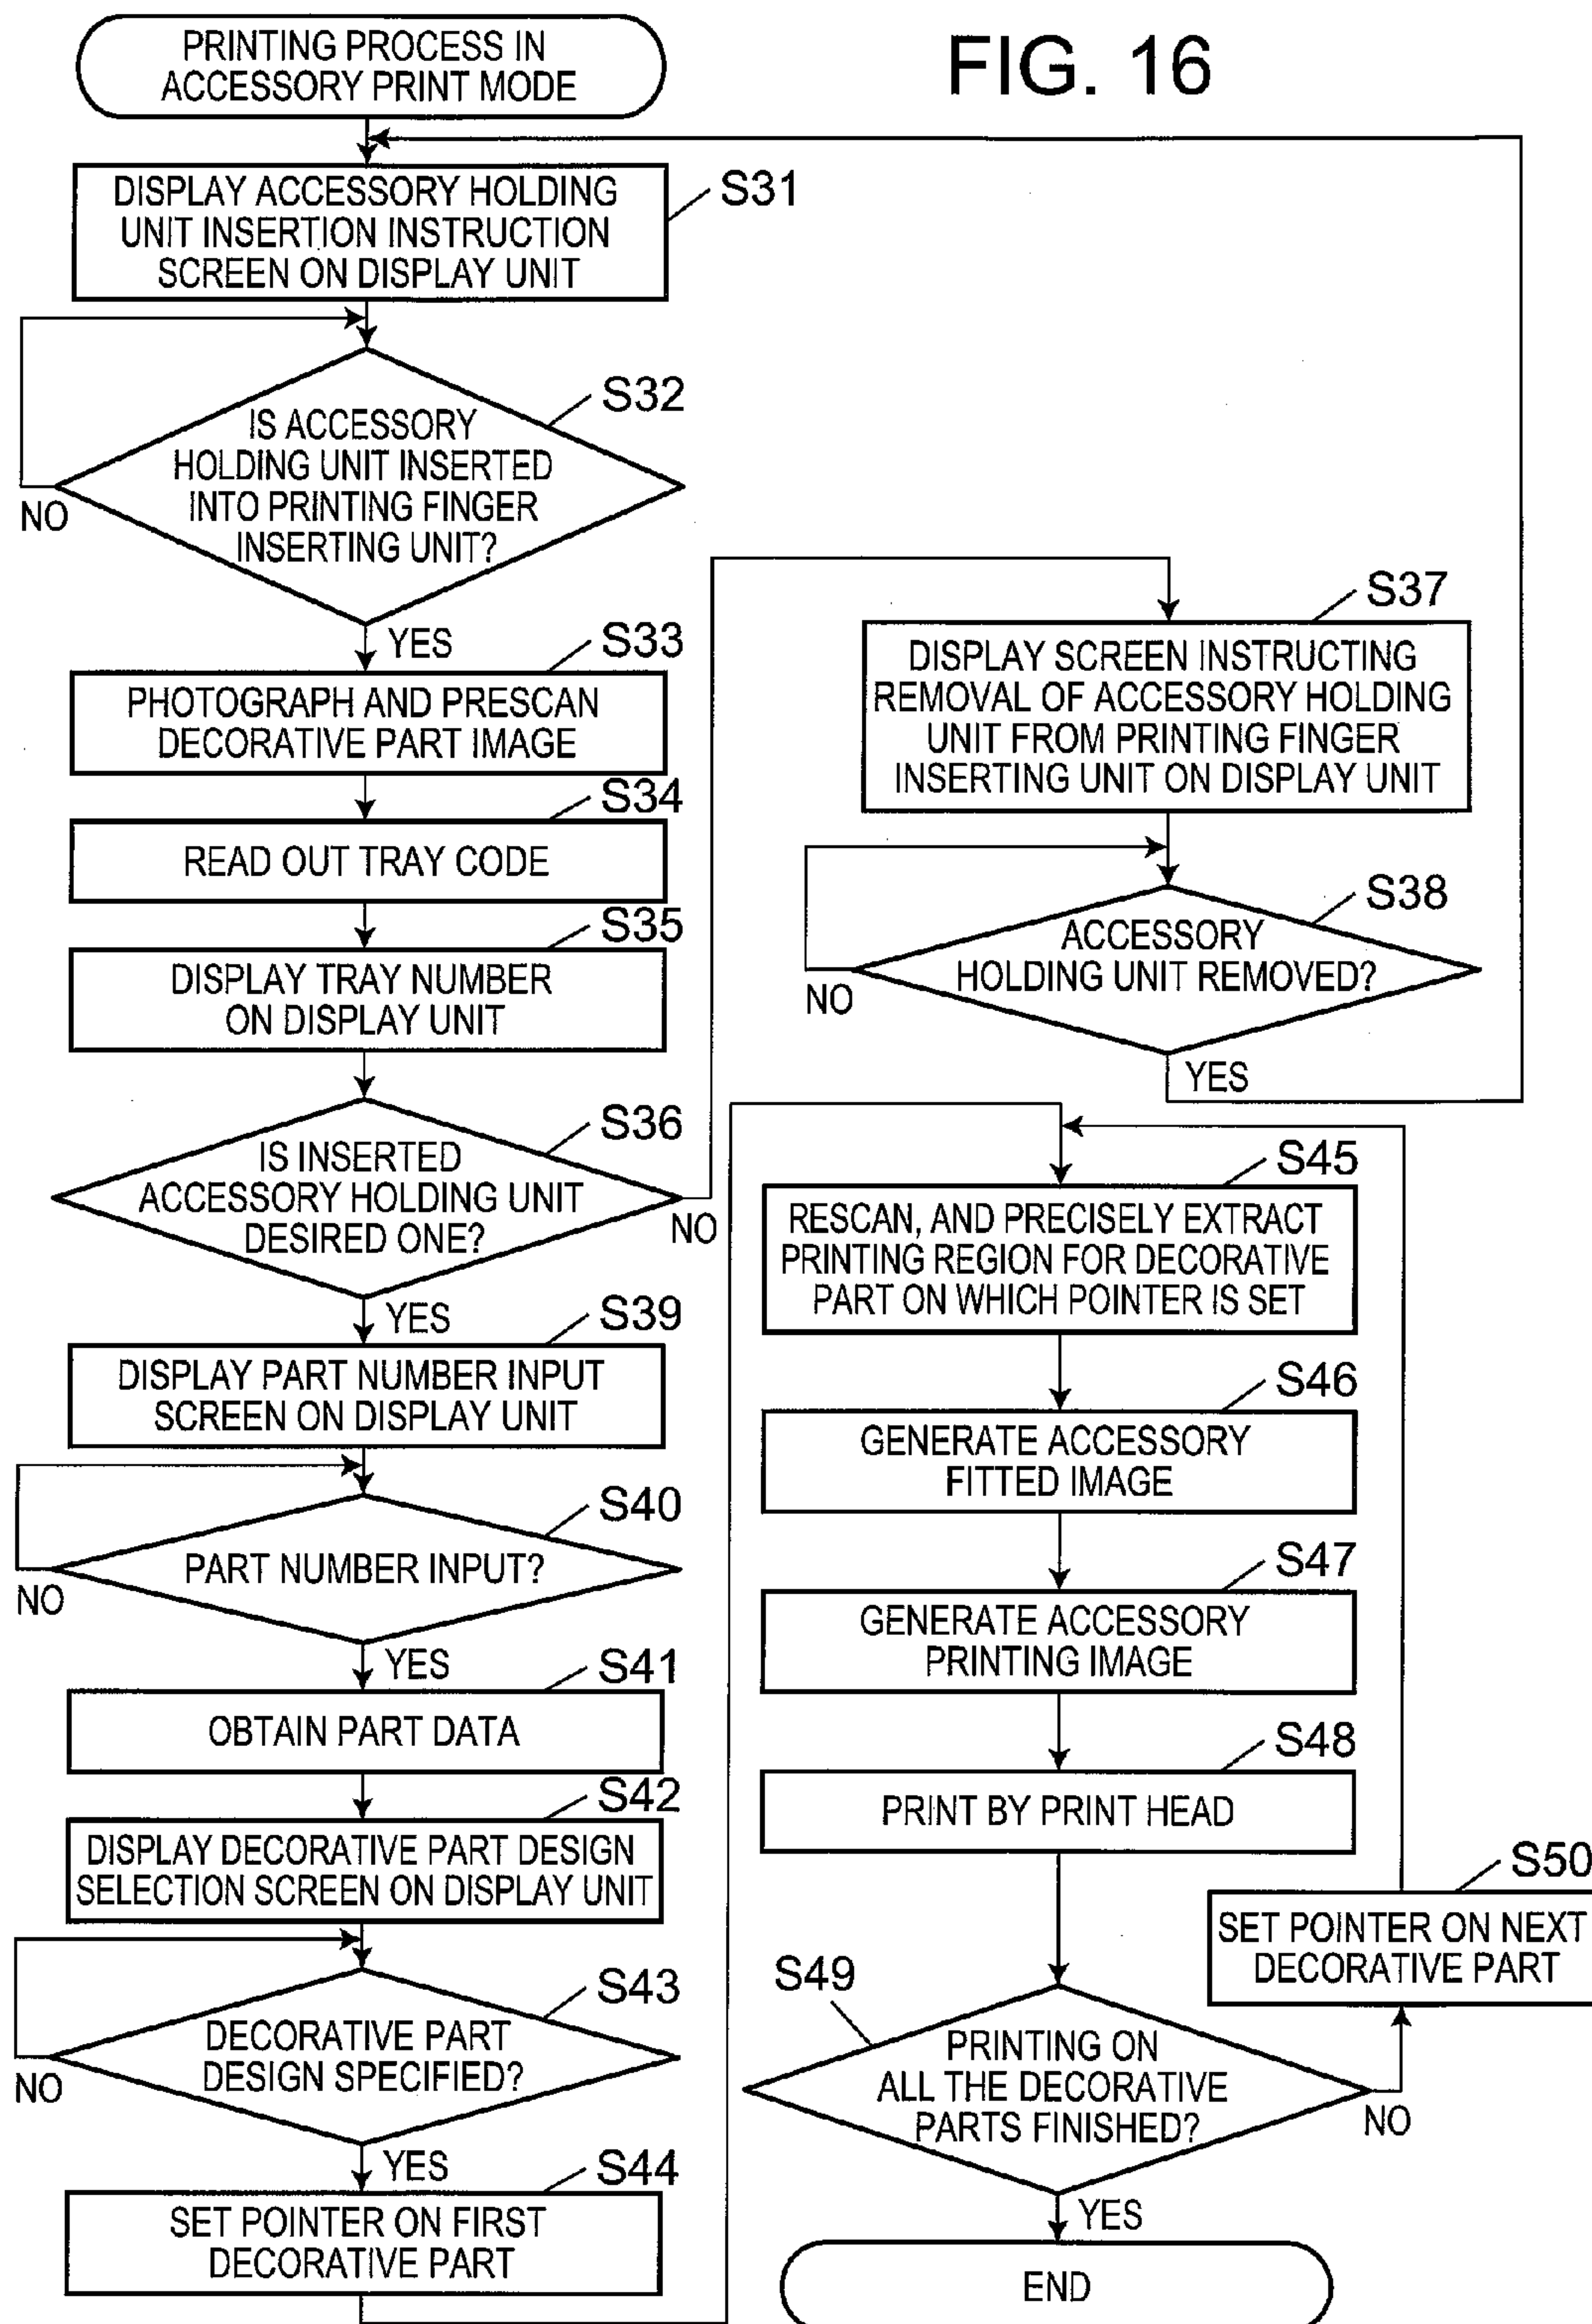 FIG. 16
PRINTING PROCESS IN
ACCESSORY PRINT MODE
S31
DISPLAY ACCESSORY HOLDING
UNIT INSERTION INSTRUCTION
SCREEN ON DISPLAY UNIT
S32
IS ACCESSORY
HOLDING UNIT INSERTED
INTO PRINTING FINGER
INSERTING UNIT?
NO
YES
S33
PHOTOGRAPH AND PRESCAN
DECORATIVE PART IMAGE
S34
READ OUT TRAY CODE
S35
DISPLAY TRAY NUMBER
ON DISPLAY UNIT
S36
IS INSERTED
ACCESSORY HOLDING UNIT
DESIRED ONE?
NO
YES
S37
DISPLAY SCREEN INSTRUCTING
REMOVAL OF ACCESSORY HOLDING
UNIT FROM PRINTING FINGER
INSERTING UNIT ON DISPLAY UNIT
S38
ACCESSORY
HOLDING UNIT REMOVED?
NO
YES
S39
DISPLAY PART NUMBER INPUT
SCREEN ON DISPLAY UNIT
S40
PART NUMBER INPUT?
NO
YES
S41
OBTAIN PART DATA
S42
DISPLAY DECORATIVE PART DESIGN
SELECTION SCREEN ON DISPLAY UNIT
S43
DECORATIVE PART
DESIGN SPECIFIED?
NO
YES
S44
SET POINTER ON FIRST
DECORATIVE PART
S45
RESCAN, AND PRECISELY EXTRACT
PRINTING REGION FOR DECORATIVE
PART ON WHICH POINTER IS SET
S46
GENERATE ACCESSORY
FITTED IMAGE
S47
GENERATE ACCESSORY
PRINTING IMAGE
S48
PRINT BY PRINT HEAD
S49
PRINTING ON
ALL THE DECORATIVE
PARTS FINISHED?
NO
YES
S50
SET POINTER ON NEXT
DECORATIVE PART
END